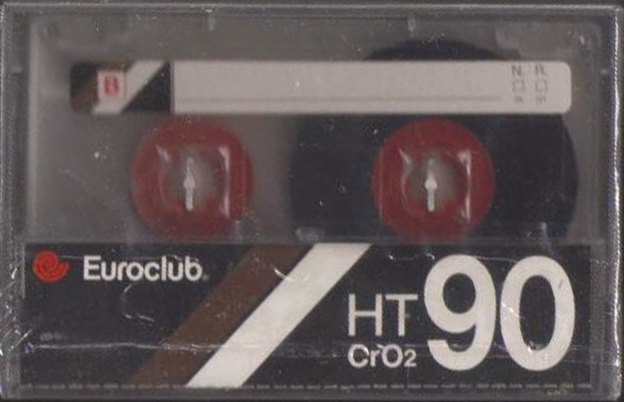 B
N.R.
Euroclub
HT 90
CrO2